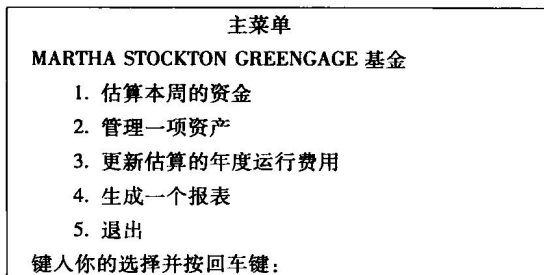 主菜单
MARTHA STOCKTON GREENGAGE 基金
1. 估算本周的资金
2. 管理一项资产
3. 更新估算的年度运行费用
4. 生成一个报表
5. 退出
键人你的选择并按回车键：